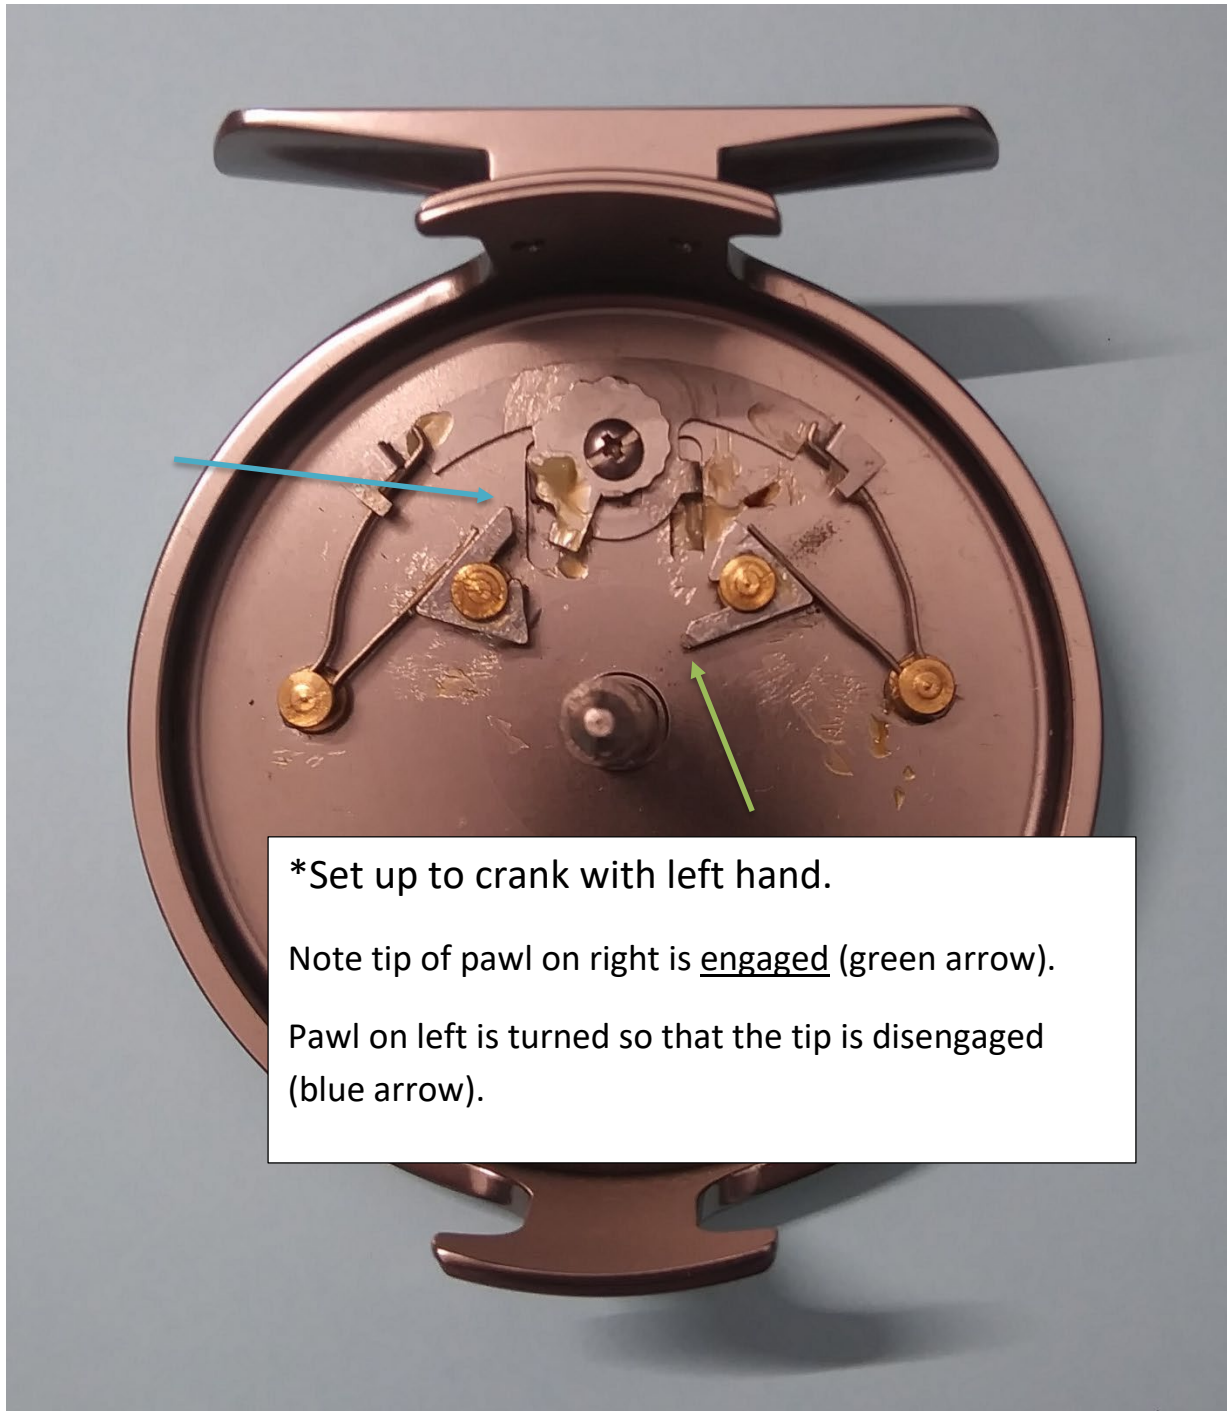 *Set up to crank with left hand.
Note tip of pawl on right is engaged (green arrow).
Pawl on left is turned so that the tip is disengaged
(blue arrow).